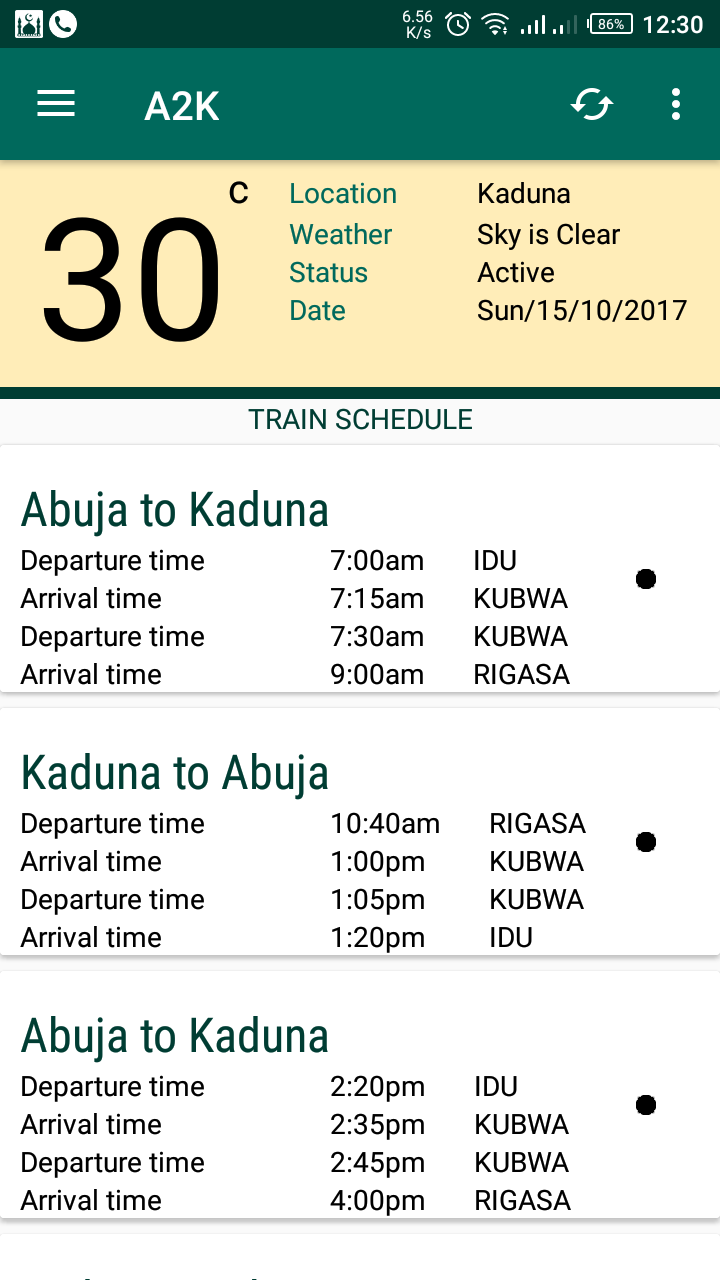 6.56 K/s 86% 12:30
A2K
30 C
Location Kaduna
Weather Sky is Clear
Status Active
Date Sun/15/10/2017
TRAIN SCHEDULE
Abuja to Kaduna
Departure time 7:00am IDU
Arrival time 7:15am KUBWA
Departure time 7:30am KUBWA
Arrival time 9:00am RIGASA
Kaduna to Abuja
Departure time 10:40am RIGASA
Arrival time 1:00pm KUBWA
Departure time 1:05pm KUBWA
Arrival time 1:20pm IDU
Abuja to Kaduna
Departure time 2:20pm IDU
Arrival time 2:35pm KUBWA
Departure time 2:45pm KUBWA
Arrival time 4:00pm RIGASA